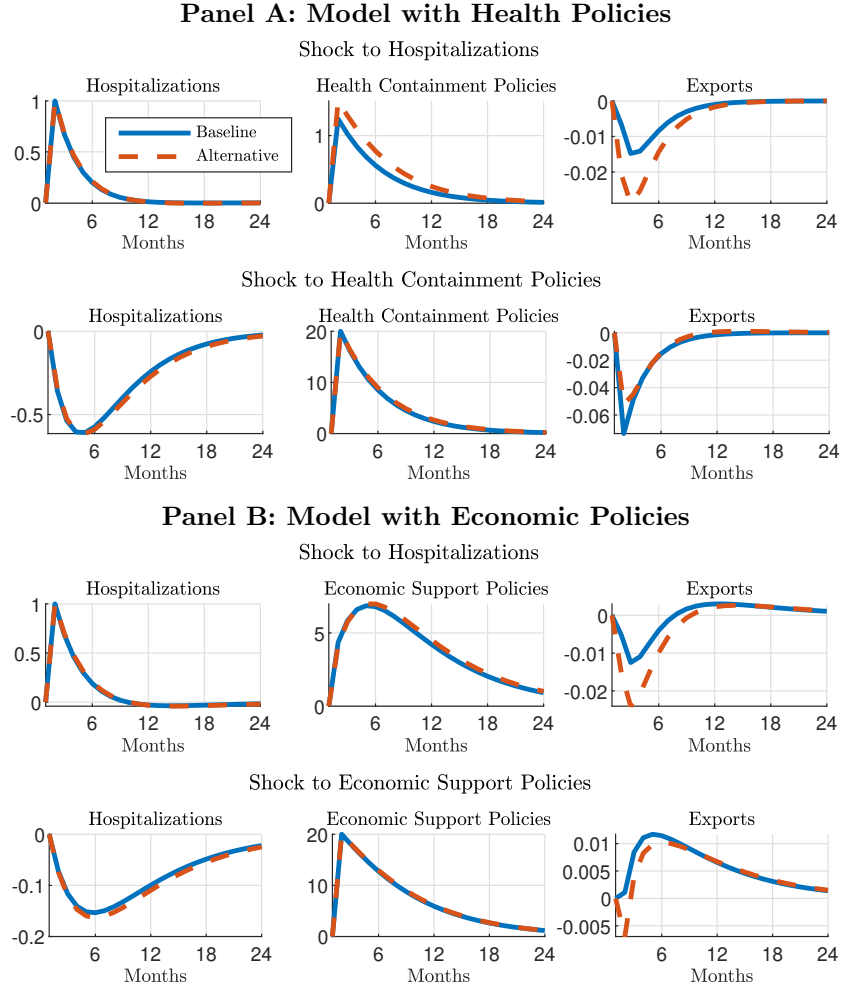 Panel A: Model with Health Policies
Shock to Hospitalizations
Hospitalizations Health Containment Policies Exports
1 0.5 0
Baseline
Alternative
1 0
0 -0.01 -0.02
6 12 18 24 6 12 18 24 6 12 18 24
Months Months Months
Shock to Health Containment Policies
Hospitalizations Health Containment Policies Exports
0 -0.5
20 10 0
0 -0.02 -0.04 -0.06
6 12 18 24 6 12 18 24 6 12 18 24
Months Months Months
Panel B: Model with Economic Policies
Shock to Hospitalizations
Hospitalizations Economic Support Policies Exports
1 0.5 0
5 0
0 -0.01 -0.02
6 12 18 24 6 12 18 24 6 12 18 24
Months Months Months
Shock to Economic Support Policies
Hospitalizations Economic Support Policies Exports
0 -0.1 -0.2
20 10 0
0.01 0.005 0 -0.005
6 12 18 24 6 12 18 24 6 12 18 24
Months Months Months